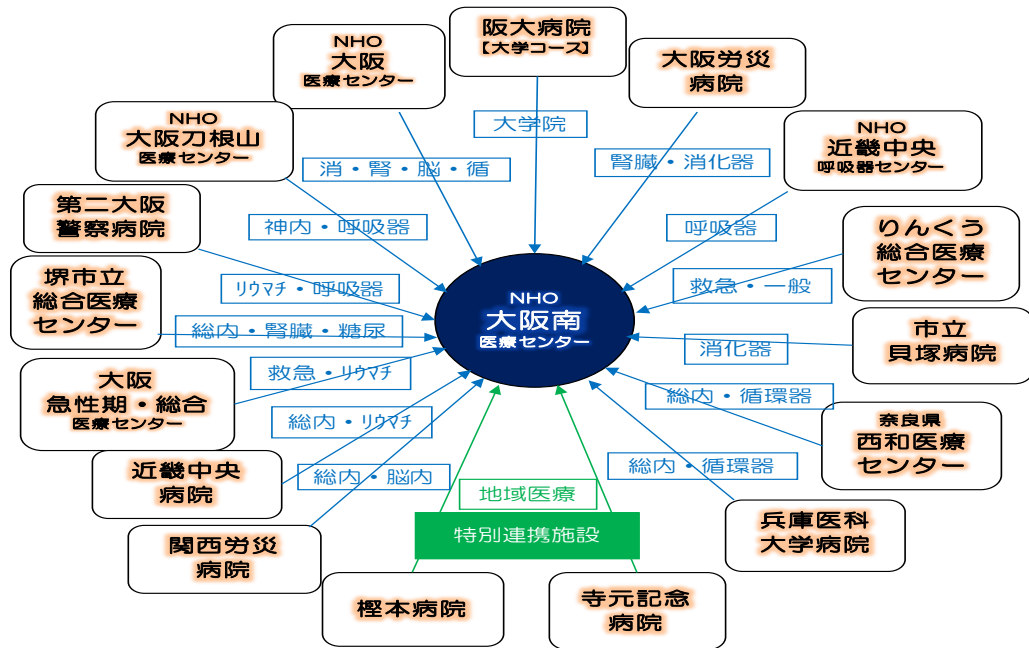 NHO
大阪
医療センター
阪大病院
【大学コース】
大阪労災
病院
NHO
大阪刀根山
医療センター
NHO
近畿中央
呼吸器センター
大学院
消・腎・脳・循
腎臓・消化器
第二大阪
警察病院
神内・呼吸器
呼吸器
りんくう
総合医療
センター
堺市立
総合医療
センター
ﾘｳﾏﾁ・呼吸器
救急・一般
NHO
大阪南
医療センター
総内・腎臓・糖尿
消化器
市立
貝塚病院
大阪
急性期・総合
医療センター
救急・ﾘｳﾏﾁ
総内・循環器
奈良県
西和医療
センター
総内・ﾘｳﾏﾁ
近畿中央
病院
総内・脳内
総内・循環器
地域医療
特別連携施設
兵庫医科
大学病院
関西労災
病院
樫本病院
寺元記念
病院